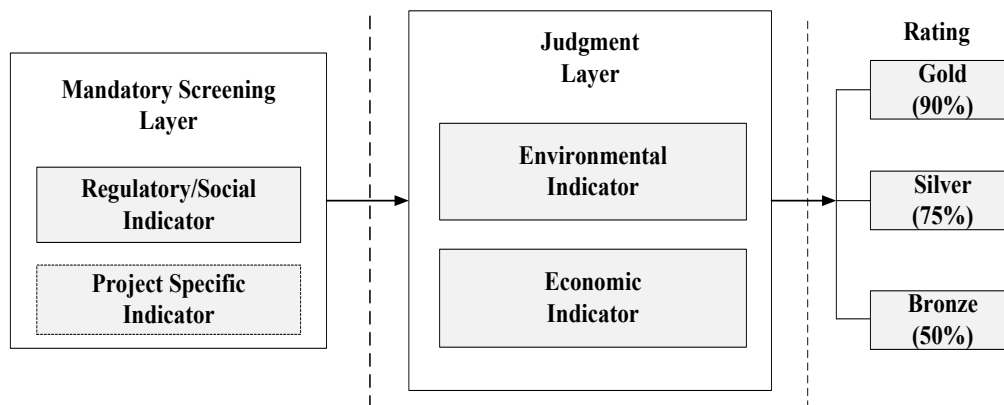 Mandatory Screening
Layer
Regulatory/Social
Indicator
Project Specific
Indicator
Judgment
Layer
Environmental
Indicator
Economic
Indicator
Rating
Gold
(90%)
Silver
(75%)
Bronze
(50%)